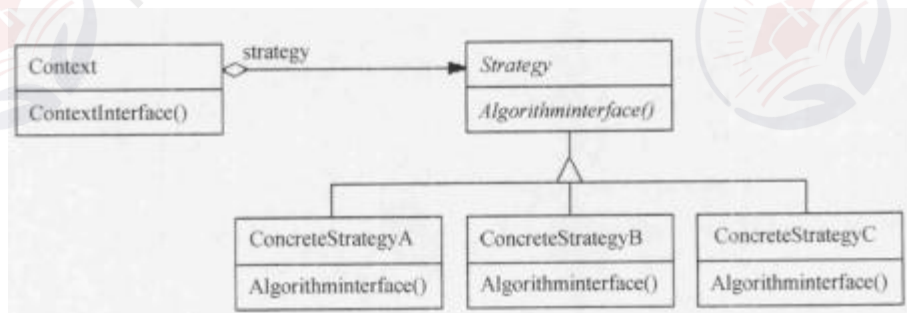 Context
ContextInterface()
strategy
Strategy
Algorithminterface()
ConcreteStrategyA
Algorithminterface()
ConcreteStrategyB
Algorithminterface()
ConcreteStrategyC
Algorithminterface()